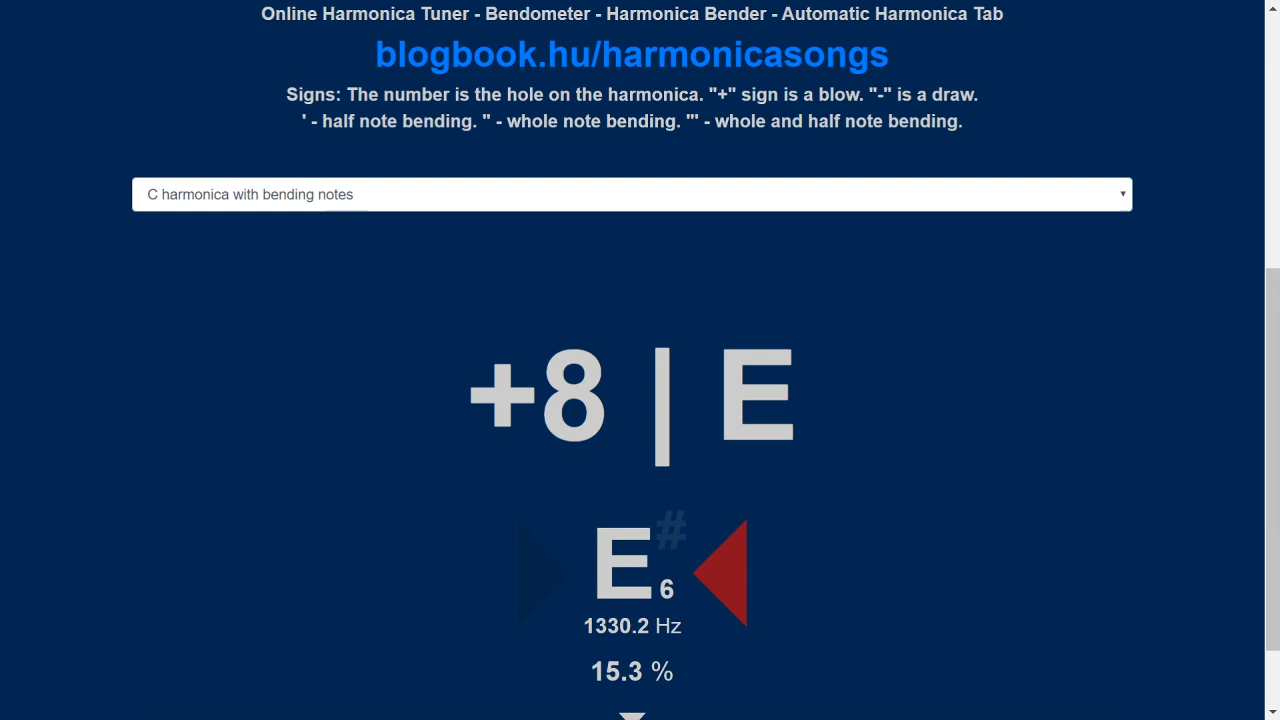 Online Harmonica Tuner - Bendometer - Harmonica Bender - Automatic Harmonica Tab
blogbook.hu/harmonicasongs
Signs: The number is the hole on the harmonica. "+" sign is a blow. "-" is a draw.
' - half note bending. " - whole note bending. "' - whole and half note bending.
C harmonica with bending notes
+8 | E
E#6
1330.2 Hz
15.3 %